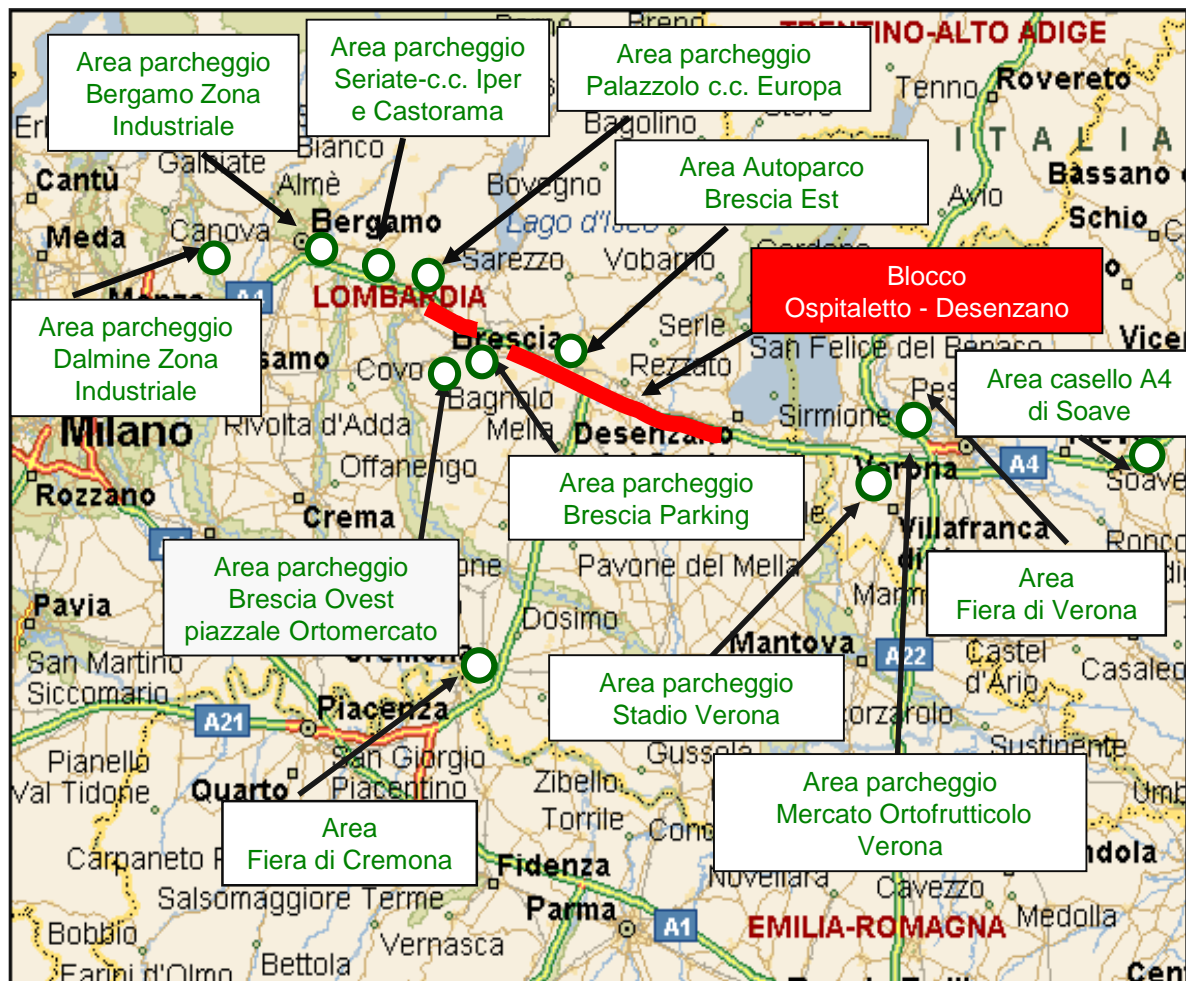 TRENTINO-ALTO ADIGE
Area parcheggio
Bergamo Zona
Industriale
Area parcheggio
Seriate-c.c. Iper
e Castorama
Area parcheggio
Palazzolo c.c. Europa
Breno
Tenno
Rovereto
Bagolino
ITALIA
Galbiate
Bianco
Area Autoparco
Brescia Est
Bassano
Cantù
Almè
Bovegno
Avio
Schio
Meda
Canova
Bergamo
Lago d'Iseo
Sarezzo
Vobarno
Blocco
Ospitaletto - Desenzano
A4
LOMBARDIA
Area parcheggio
Dalmine Zona
Industriale
Brescia
Serle
Covo
Rezzato
San Felice del Benaco
Area casello A4
di Soave
Bagnolo
Mella
Milano
Rivolta d'Adda
Desenzano
Sirmione
Offanengo
Verona
A4
Soave
Rozzano
Crema
Area parcheggio
Brescia Parking
Villafranca
Area parcheggio
Brescia Ovest
piazzale Ortomercato
Pavone del Mella
Area
Fiera di Verona
Pavia
Dosimo
Mantova
A22
Castel
d'Ario
San Martino
Siccomario
Cremona
Area parcheggio
Stadio Verona
A21
Piacenza
Gussola
Sustinente
Pianello
Val Tidone
San Giorgio
Piacentino
Quarto
Zibello
Area parcheggio
Mercato Ortofrutticolo
Verona
Area
Fiera di Cremona
Torrile
Carpaneto
Fidenza
Novellara
Cavezzo
Salsomaggiore Terme
Parma
A1
EMILIA-ROMAGNA
Medolla
Bobbio
Vernasca
Bettola
Farini d'Olmo